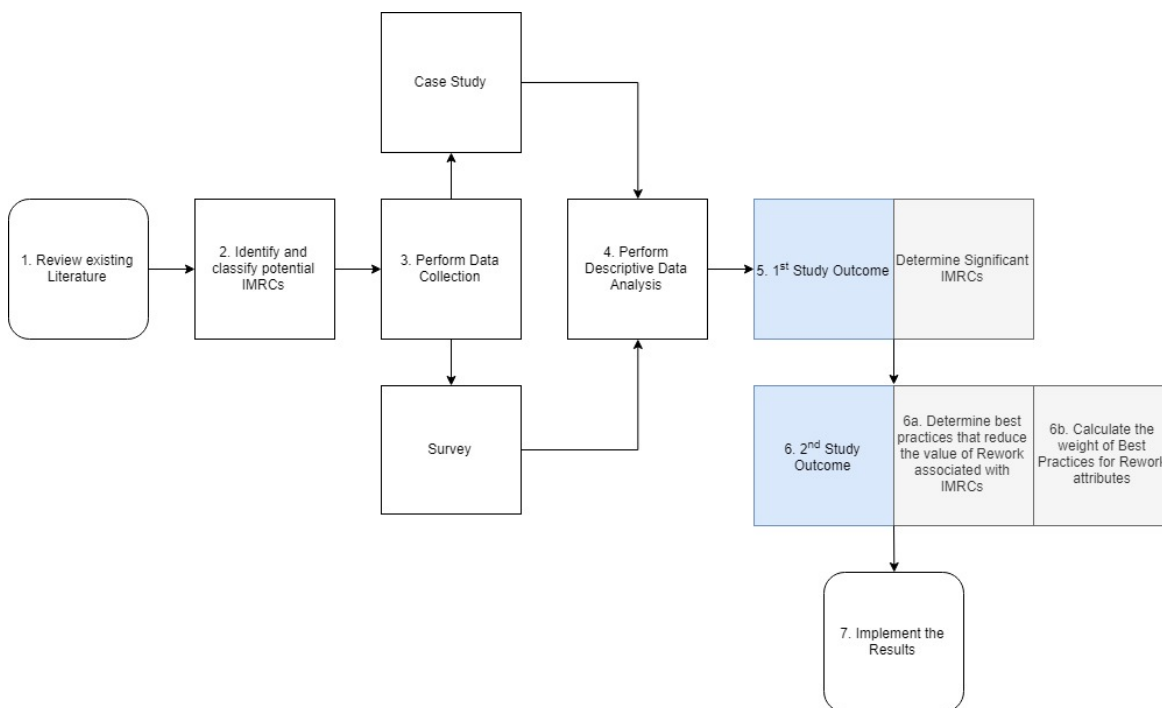 Case Study
1. Review existing
Literature
2. Identify and
classify potential
IMRCs
3. Perform Data
Collection
4. Perform
Descriptive Data
Analysis
5. 1st Study Outcome
Determine Significant
IMRCs
Survey
6. 2nd Study
Outcome
6a. Determine best
practices that reduce
the value of Rework
associated with
IMRCs
6b. Calculate the
weight of Best
Practices for Rework
attributes
7. Implement the
Results